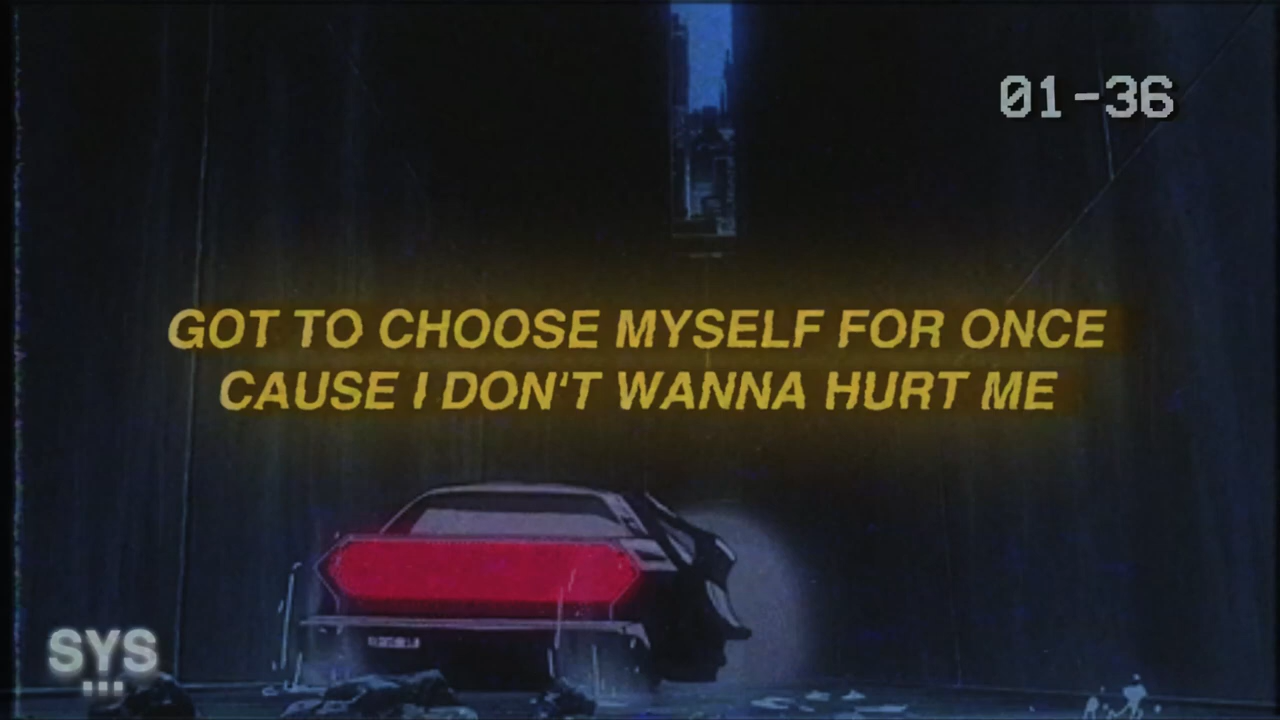 01-36
GOT TO CHOOSE MYSELF FOR ONCE
CAUSE I DON'T WANNA HURT ME
SYS